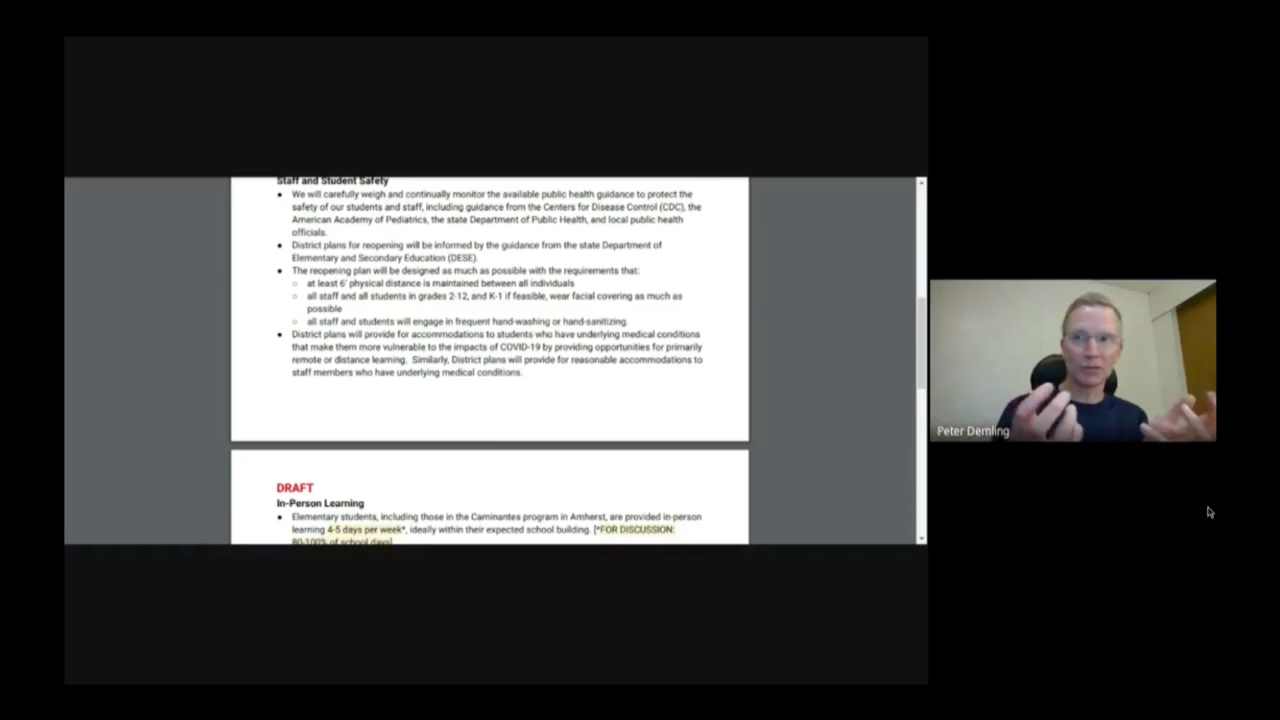 Staff and Student Safety
● We will carefully weigh and continually monitor the available public health guidance to protect the
safety of our students and staff, including guidance from the Centers for Disease Control (CDC), the
American Academy of Pediatrics, the state Department of Public Health, and local public health
officials.
● District plans for reopening will be informed by the guidance from the state Department of
Elementary and Secondary Education (DESE).
● The reopening plan will be designed as much as possible with the requirements that:
○ at least 6' physical distance is maintained between all individuals
○ all staff and all students in grades 2-12, and K-1 if feasible, wear facial covering as much as
possible
○ all staff and students will engage in frequent hand-washing or hand-sanitizing.
● District plans will provide for accommodations to students who have underlying medical conditions
that make them more vulnerable to the impacts of COVID-19 by providing opportunities for primarily
remote or distance learning. Similarly, District plans will provide for reasonable accommodations to
staff members who have underlying medical conditions.
DRAFT
In-Person Learning
● Elementary students, including those in the Caminantes program in Amherst, are provided in-person
learning 4-5 days per week*, ideally within their expected school building. [*FOR DISCUSSION:
80-100% of school days]
Peter Demling